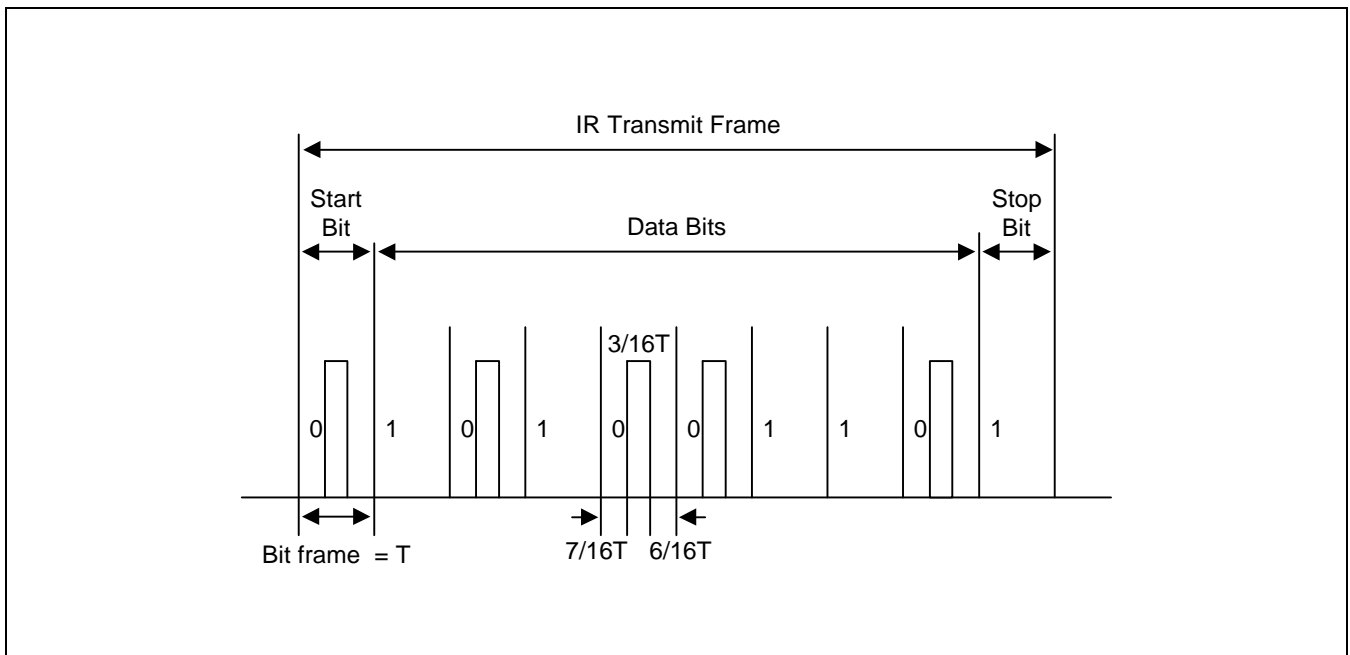 IR Transmit Frame
Start
Bit
Data Bits
Stop
Bit
3/16T
0 1 0 1 0 0 1 1 0 1
7/16T 6/16T
Bit frame = T